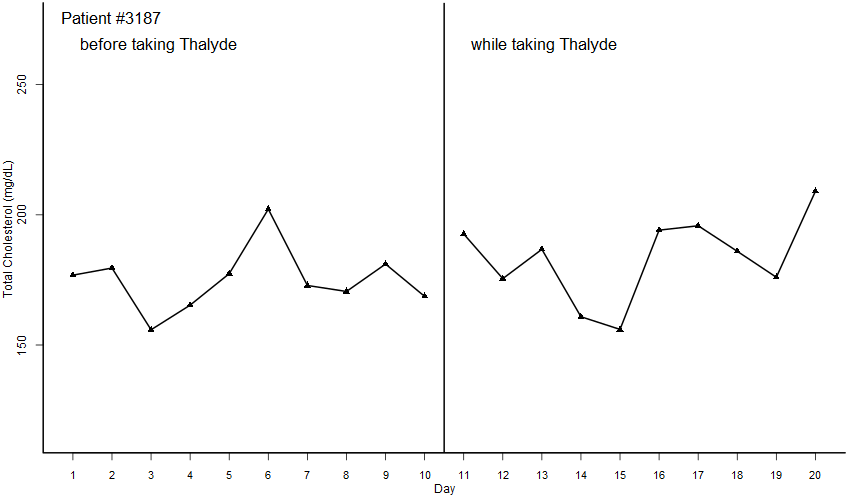 Patient #3187
before taking Thalyde
while taking Thalyde
Total Cholesterol (mg/dL)
250
200
150
1 2 3 4 5 6 7 8 9 10 11 12 13 14 15 16 17 18 19 20
Day